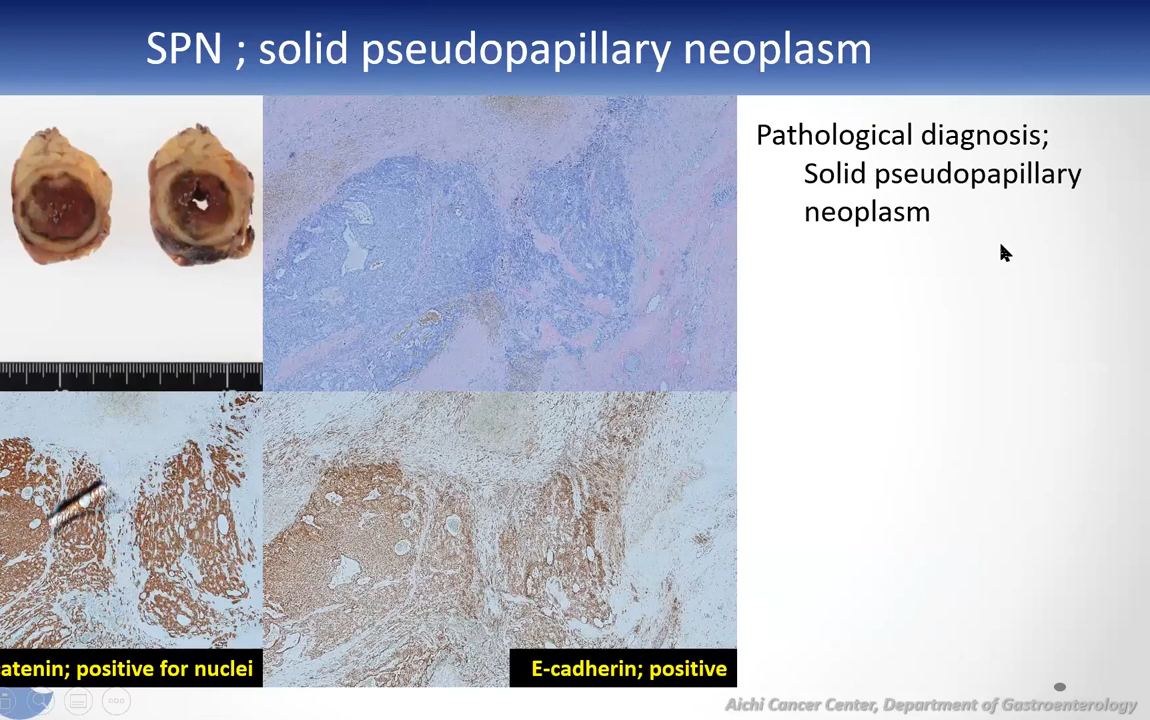 SPN ; solid pseudopapillary neoplasm
Pathological diagnosis;
Solid pseudopapillary
neoplasm
atenin; positive for nuclei
E-cadherin; positive
Aichi Cancer Center, Department of Gastroenterology